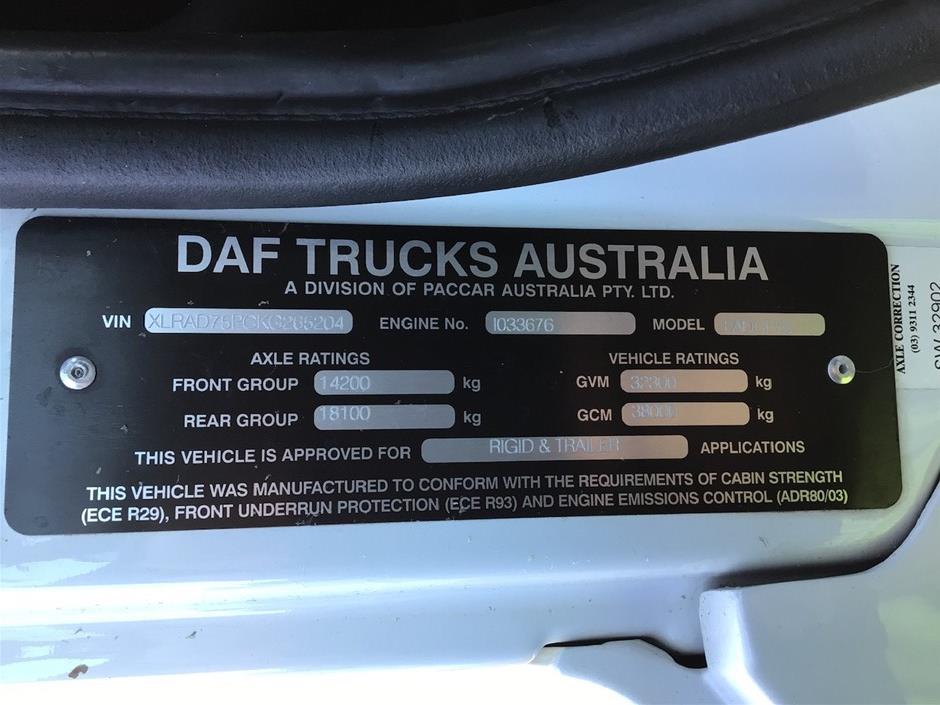 DAF TRUCKS AUSTRALIA
A DIVISION OF PACCAR AUSTRALIA PTY. LTD.
VIN XLRAD75PCKG265204 ENGINE No. I033676 MODEL
AXLE RATINGS VEHICLE RATINGS
FRONT GROUP 14200 kg GVM 32300 kg
REAR GROUP 18100 kg GCM 38000 kg
THIS VEHICLE IS APPROVED FOR RIGID & TRAILER APPLICATIONS
THIS VEHICLE WAS MANUFACTURED TO CONFORM WITH THE REQUIREMENTS OF CABIN STRENGTH
(ECE R29), FRONT UNDERRUN PROTECTION (ECE R93) AND ENGINE EMISSIONS CONTROL (ADR80/03)
AXLE CORRECTION
(03) 9311 2344